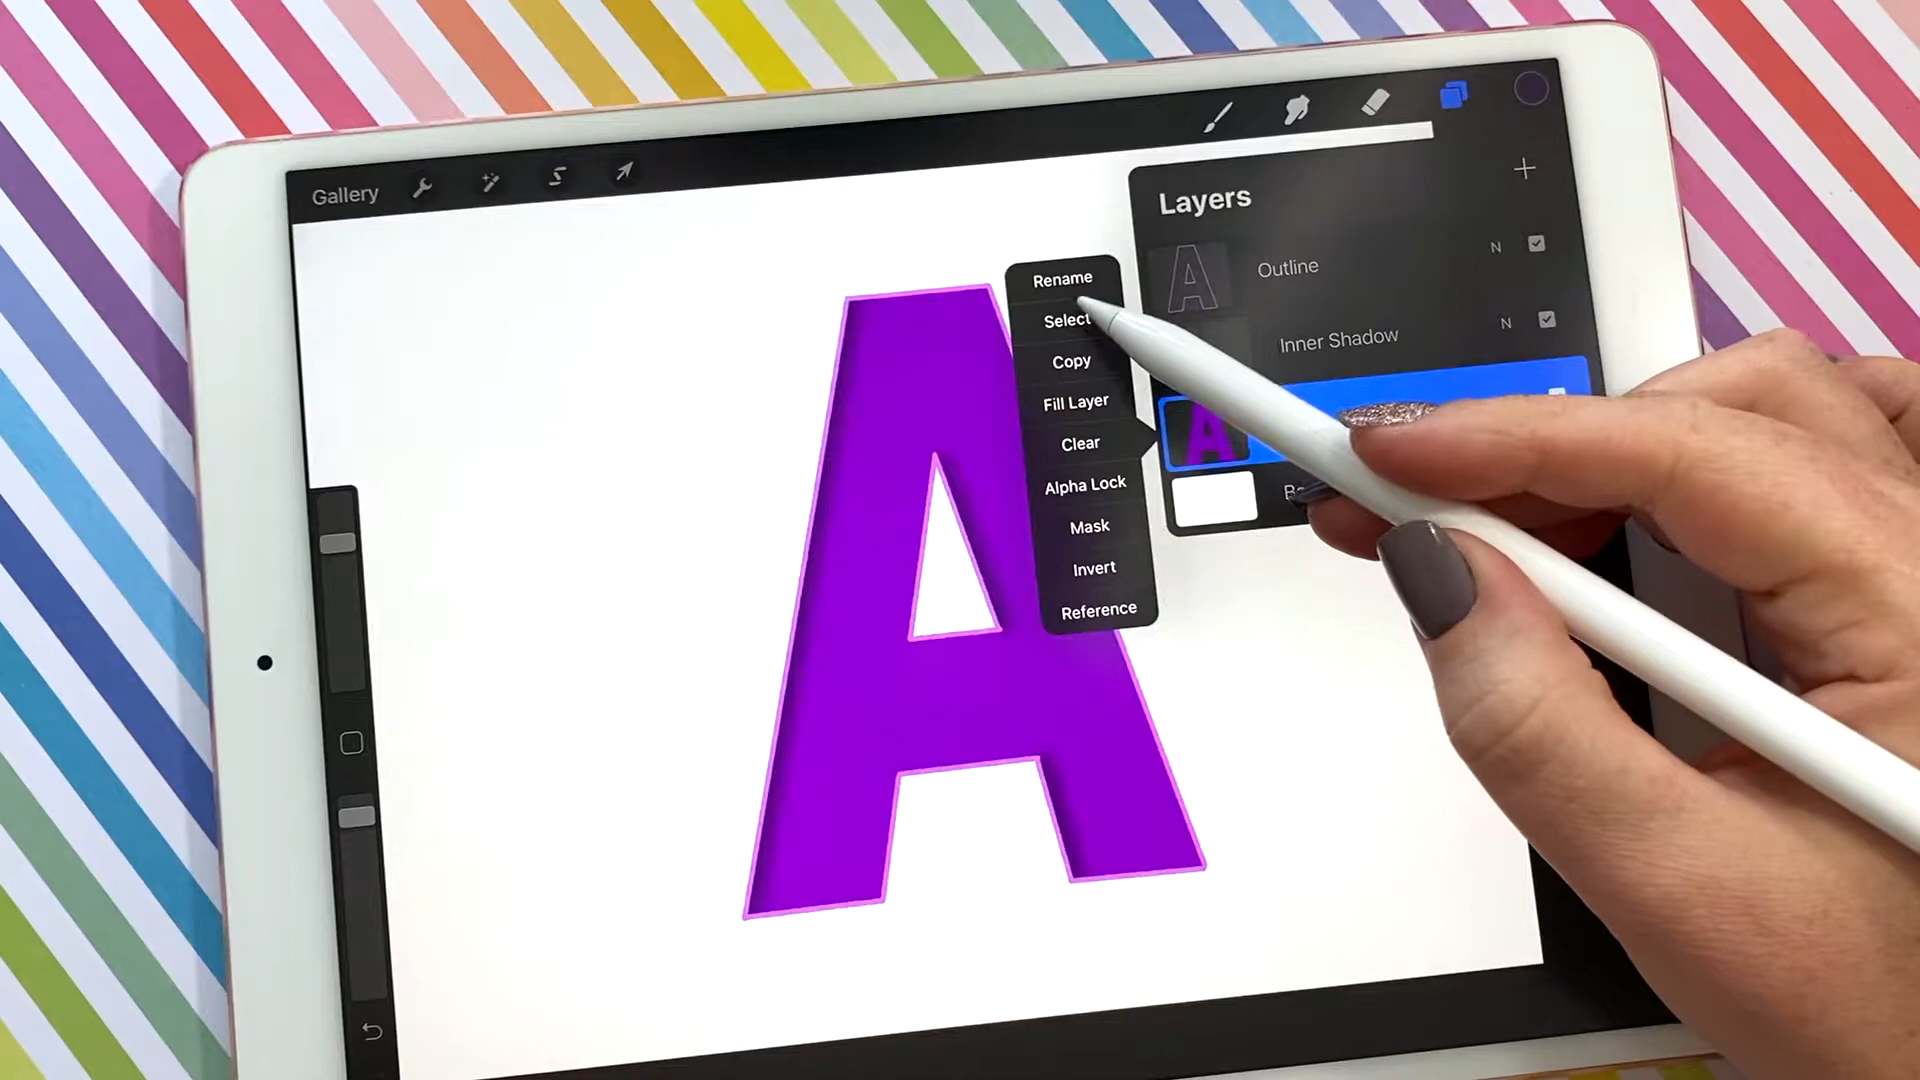 Gallery
Layers
Outline
N
Inner Shadow
N
Rename
Select
Copy
Fill Layer
Clear
Alpha Lock
Mask
Invert
Reference
A